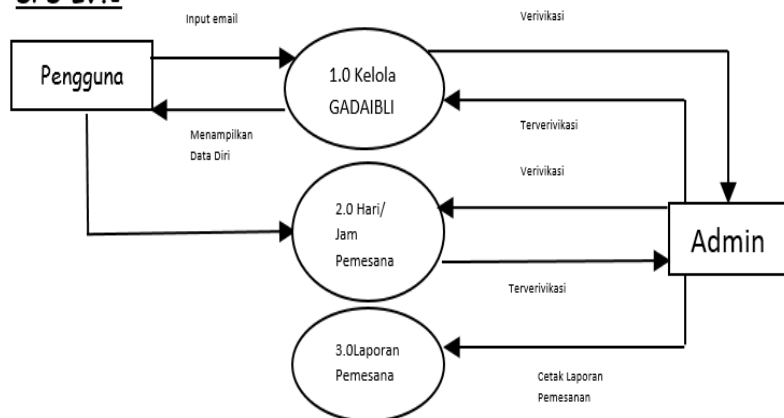 Input email
Verivikasi
Pengguna
1.0 Kelola
GADAIBLI
Menampilkan
Data Diri
Terverivikasi
Verivikasi
2.0 Hari/
Jam
Pemesana
Admin
Terverivikasi
3.0Laporan
Pemesana
Cetak Laporan
Pemesanan